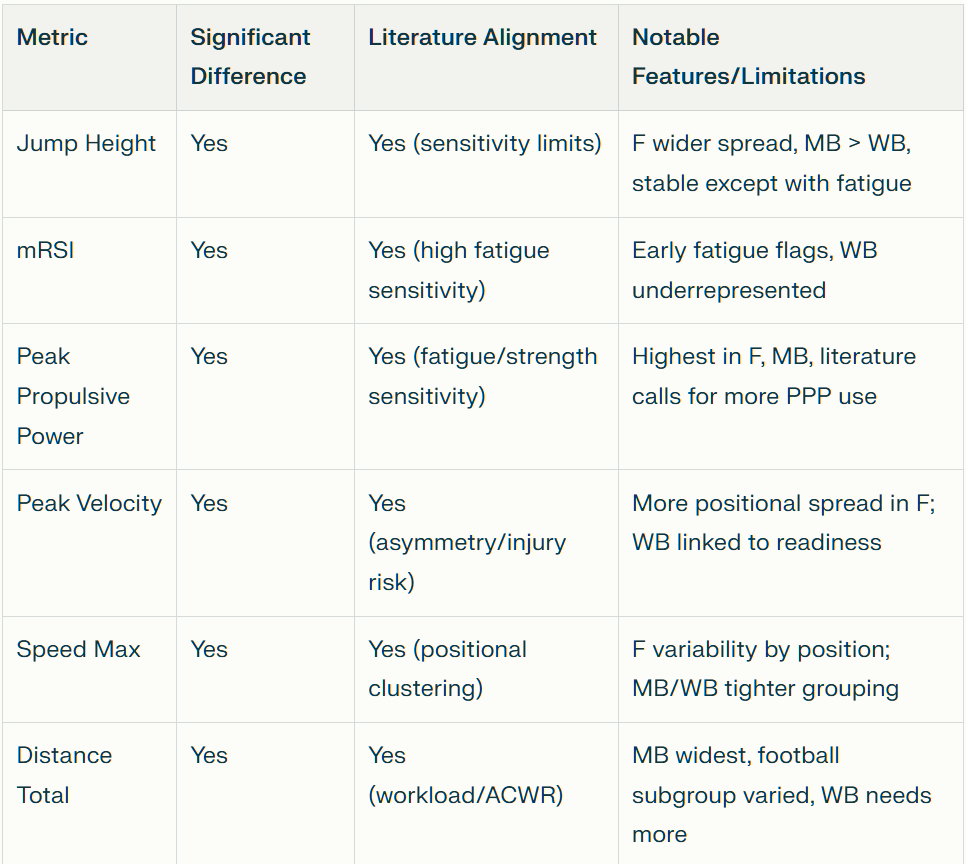 Metric
Significant
Difference
Literature Alignment
Notable
Features/Limitations
Jump Height
Yes
Yes (sensitivity limits)
F wider spread, MB > WB,
stable except with fatigue
mRSI
Yes
Yes (high fatigue
sensitivity)
Early fatigue flags, WB
underrepresented
Peak
Propulsive
Power
Yes
Yes (fatigue/strength
sensitivity)
Highest in F, MB, literature
calls for more PPP use
Peak Velocity
Yes
Yes
(asymmetry/injury
risk)
More positional spread in F;
WB linked to readiness
Speed Max
Yes
Yes (positional
clustering)
F variability by position;
MB/WB tighter grouping
Distance
Total
Yes
Yes
(workload/ACWR)
MB widest, football
subgroup varied, WB needs
more